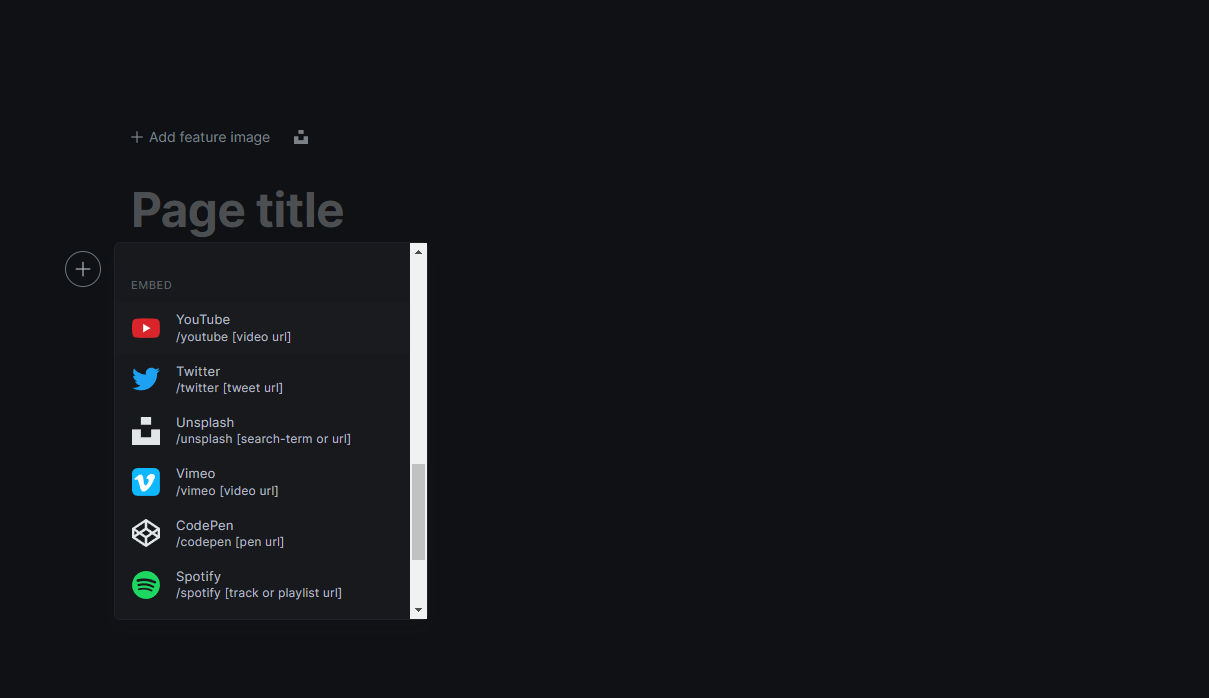 Add feature image
Page title
EMBED
YouTube
/youtube [video url]
Twitter
/twitter [tweet url]
Unsplash
/unsplash [search-term or url]
Vimeo
/vimeo [video url]
CodePen
/codepen [pen url]
Spotify
/spotify [track or playlist url]